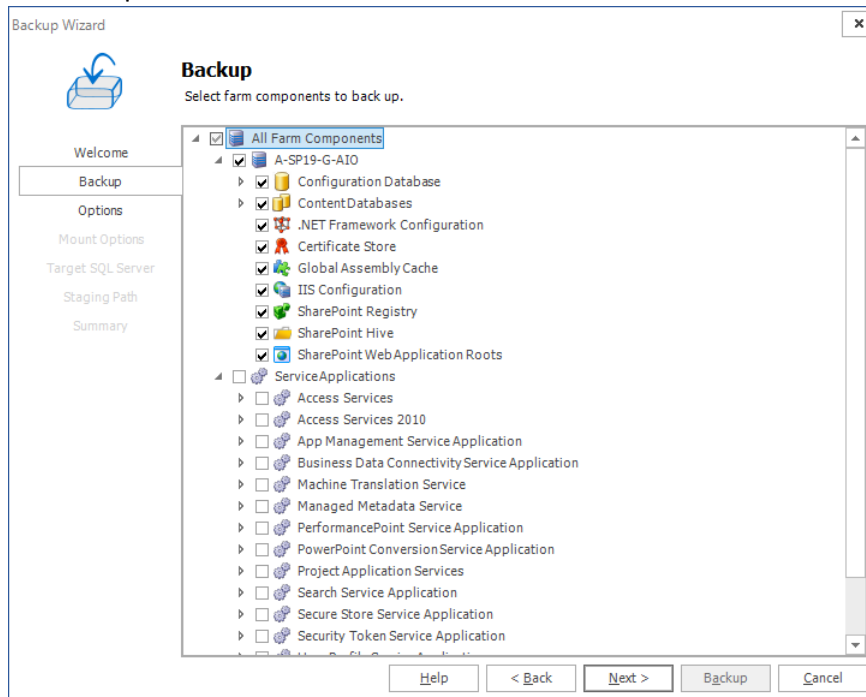 Backup Wizard
Backup
Select farm components to back up.
Welcome
Backup
Options
Mount Options
Target SQL Server
Staging Path
Summary
All Farm Components
A-SP19-G-AIO
Configuration Database
Content Databases
.NET Framework Configuration
Certificate Store
Global Assembly Cache
IIS Configuration
SharePoint Registry
SharePoint Hive
SharePoint Web Application Roots
Service Applications
Access Services
Access Services 2010
App Management Service Application
Business Data Connectivity Service Application
Machine Translation Service
Managed Metadata Service
PerformancePoint Service Application
PowerPoint Conversion Service Application
Project Application Services
Search Service Application
Secure Store Service Application
Security Token Service Application
Help < Back Next > Backup Cancel